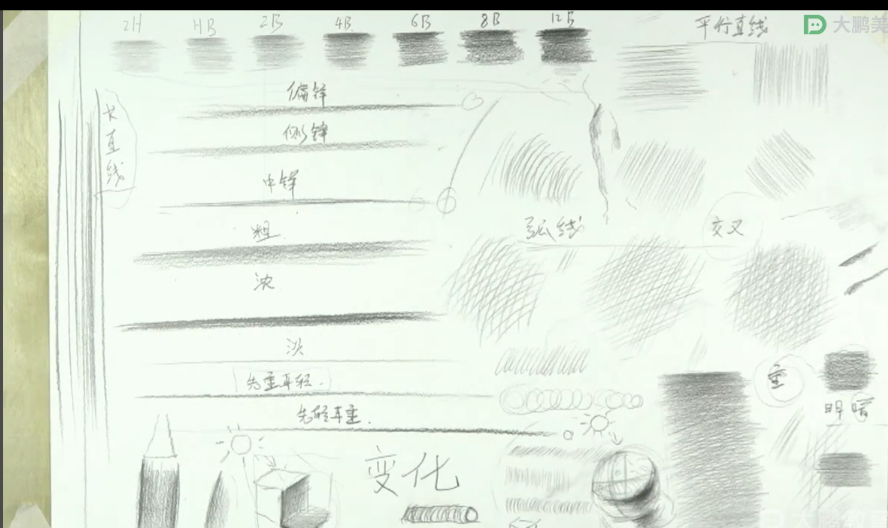 2H HB 2B 4B 6B 8B 12B
平行直线
大鹏美
长直线
偏锋
侧锋
中锋
粗
弧线
交叉
浓
淡
先重再轻.
重
明暗
先轻再重.
变化